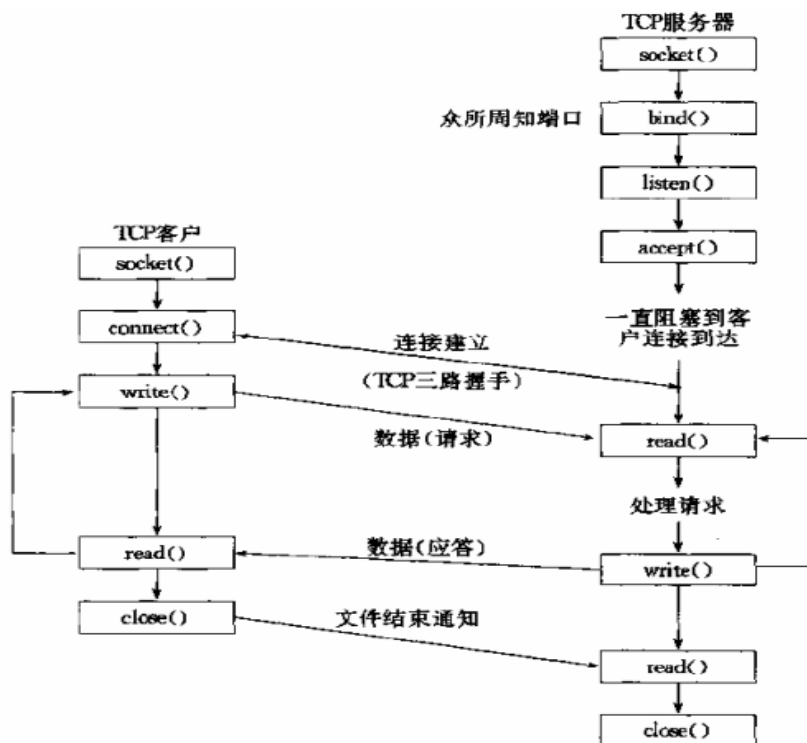 TCP服务器
socket()
众所周知端口
bind()
listen()
TCP客户
accept()
socket()
一直阻塞到客
户连接到达
connect()
连接建立
(TCP三路握手)
write()
数据(请求)
read()
处理请求
read()
数据(应答)
write()
close()
文件结束通知
read()
close()